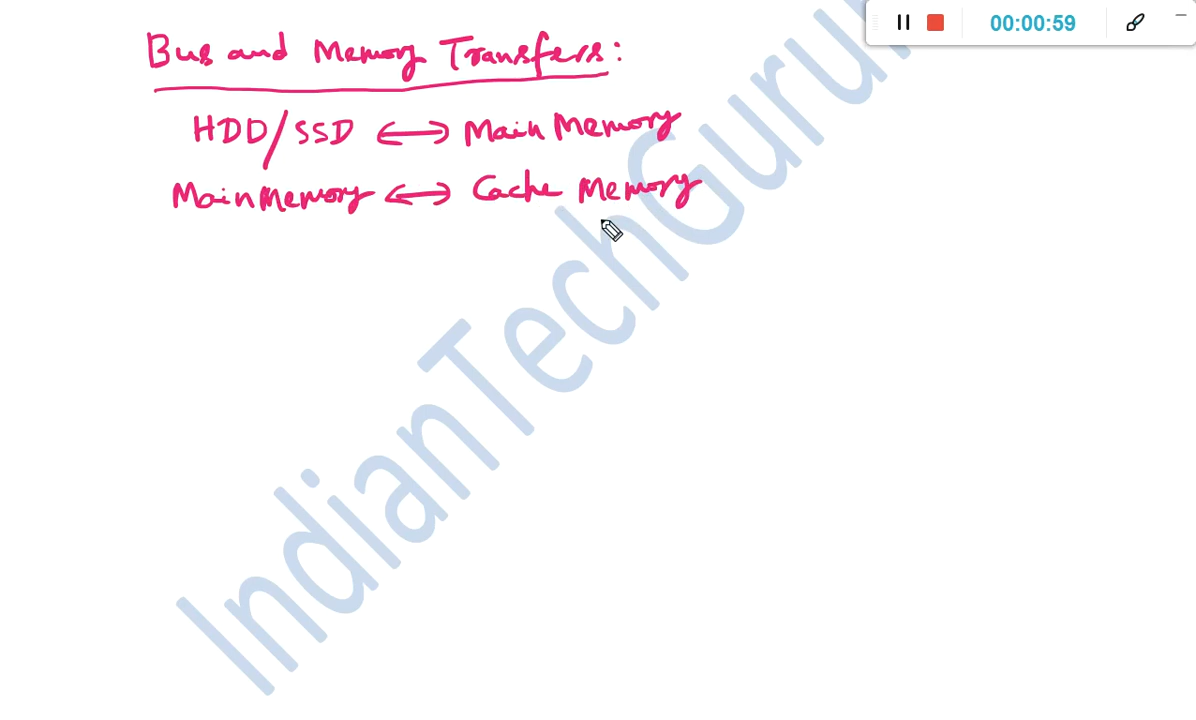 Bus and Memory Transfers:
HDD/SSD ↔ Main Memory
Main Memory ↔ Cache Memory
00:00:59
IndianTechGuru